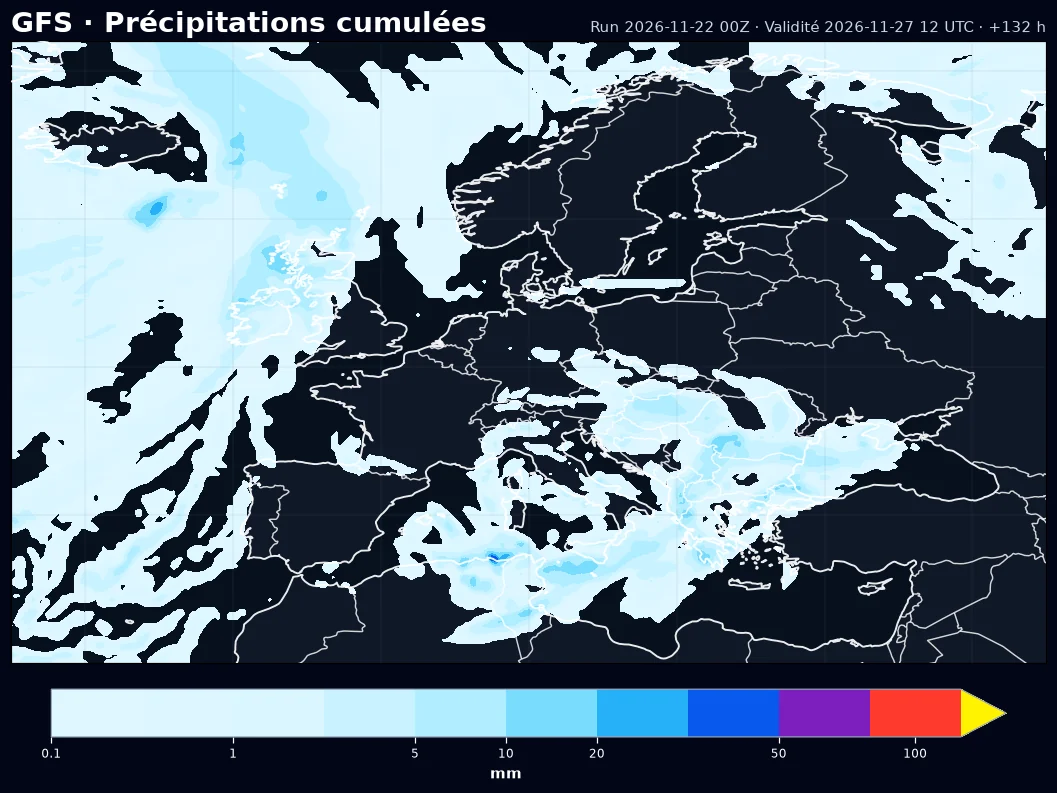 GFS · Précipitations cumulées
Run 2026-11-22 00Z · Validité 2026-11-27 12 UTC · +132 h
0.1 1 5 10 20 50 100
mm